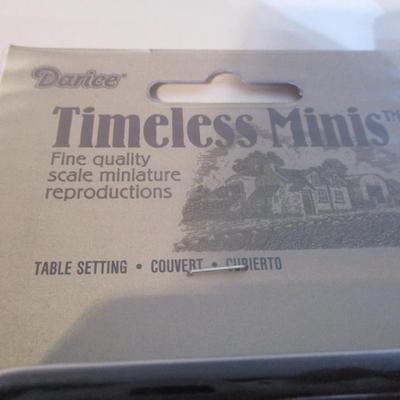 Darice®
Timeless Minis™
Fine quality
scale miniature
reproductions
TABLE SETTING • COUVERT • CUBIERTO